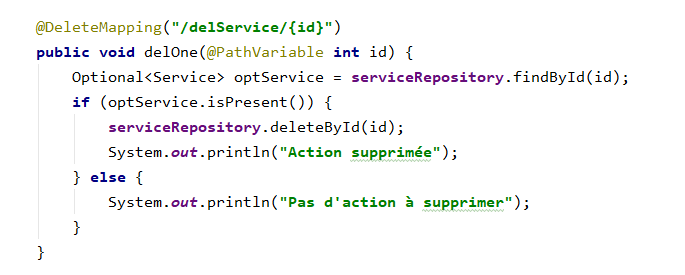 @DeleteMapping("/delService/{id}")
public void delOne(@PathVariable int id) {
    Optional<Service> optService = serviceRepository.findById(id);
    if (optService.isPresent()) {
        serviceRepository.deleteById(id);
        System.out.println("Action supprimée");
    } else {
        System.out.println("Pas d'action à supprimer");
    }
}